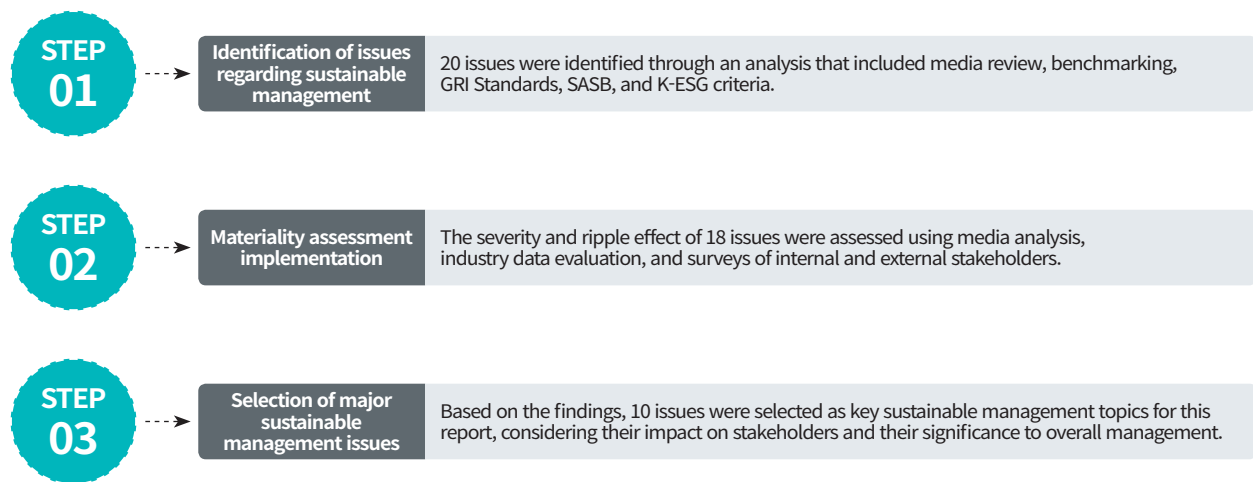 STEP
01
Identification of issues
regarding sustainable
management
20 issues were identified through an analysis that included media review, benchmarking,
GRI Standards, SASB, and K-ESG criteria.
STEP
02
Materiality assessment
implementation
The severity and ripple effect of 18 issues were assessed using media analysis,
industry data evaluation, and surveys of internal and external stakeholders.
STEP
03
Selection of major
sustainable
management issues
Based on the findings, 10 issues were selected as key sustainable management topics for this
report, considering their impact on stakeholders and their significance to overall management.